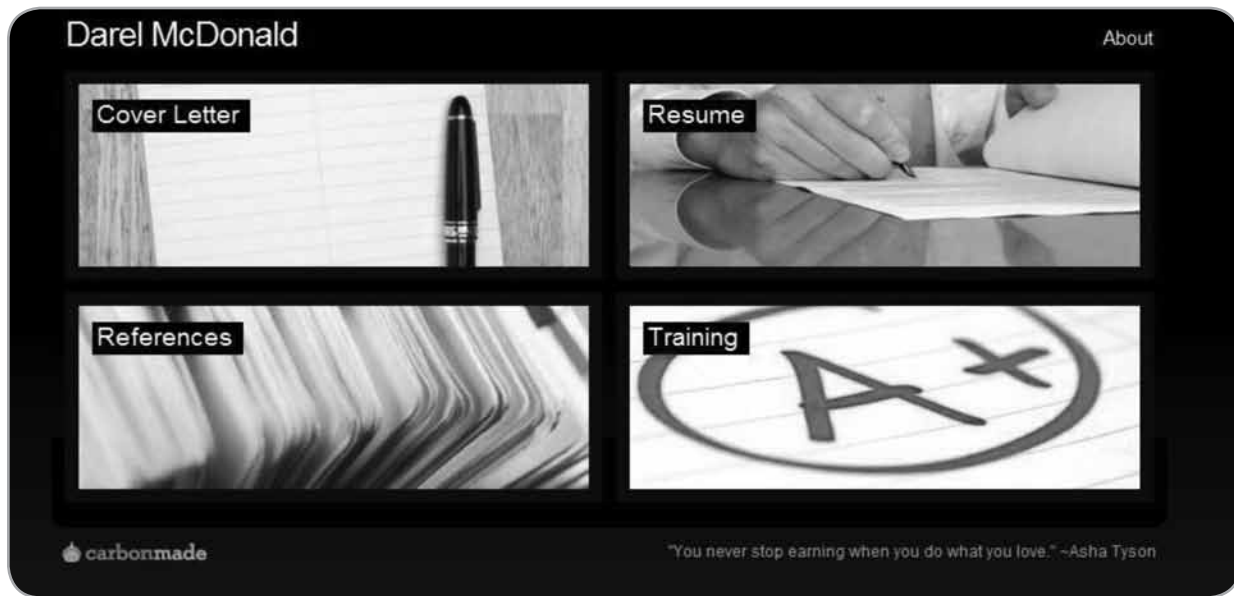 Darel McDonald
About
Cover Letter
Resume
References
Training
A+
carbonmade
"You never stop earning when you do what you love." ~Asha Tyson